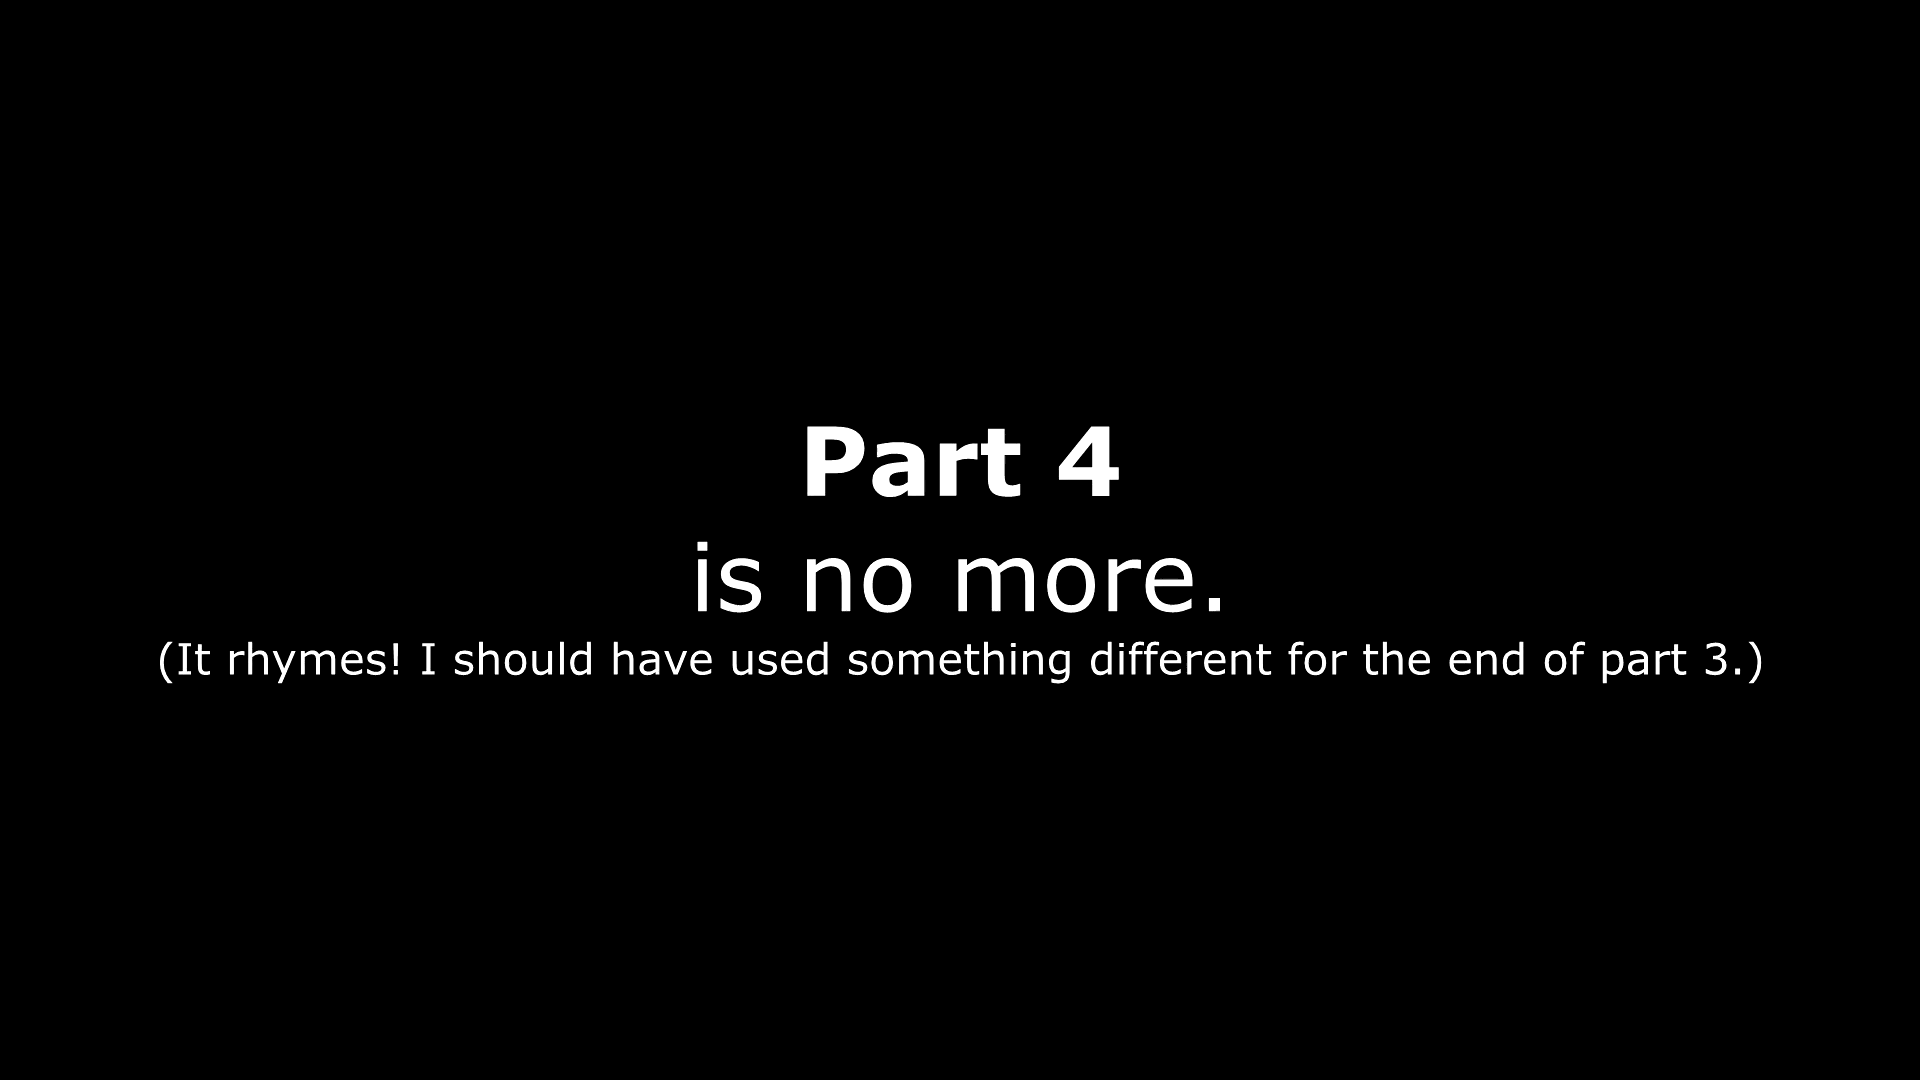 Part 4
is no more.
(It rhymes! I should have used something different for the end of part 3.)